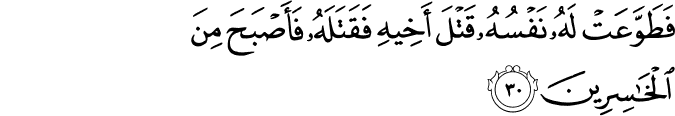 فَطَوَّعَتۡ لَهُۥ نَفۡسُهُۥ قَتۡلَ أَخِيهِ فَقَتَلَهُۥ فَأَصۡبَحَ مِنَ
ٱلۡخَٰسِرِينَ ٣٠